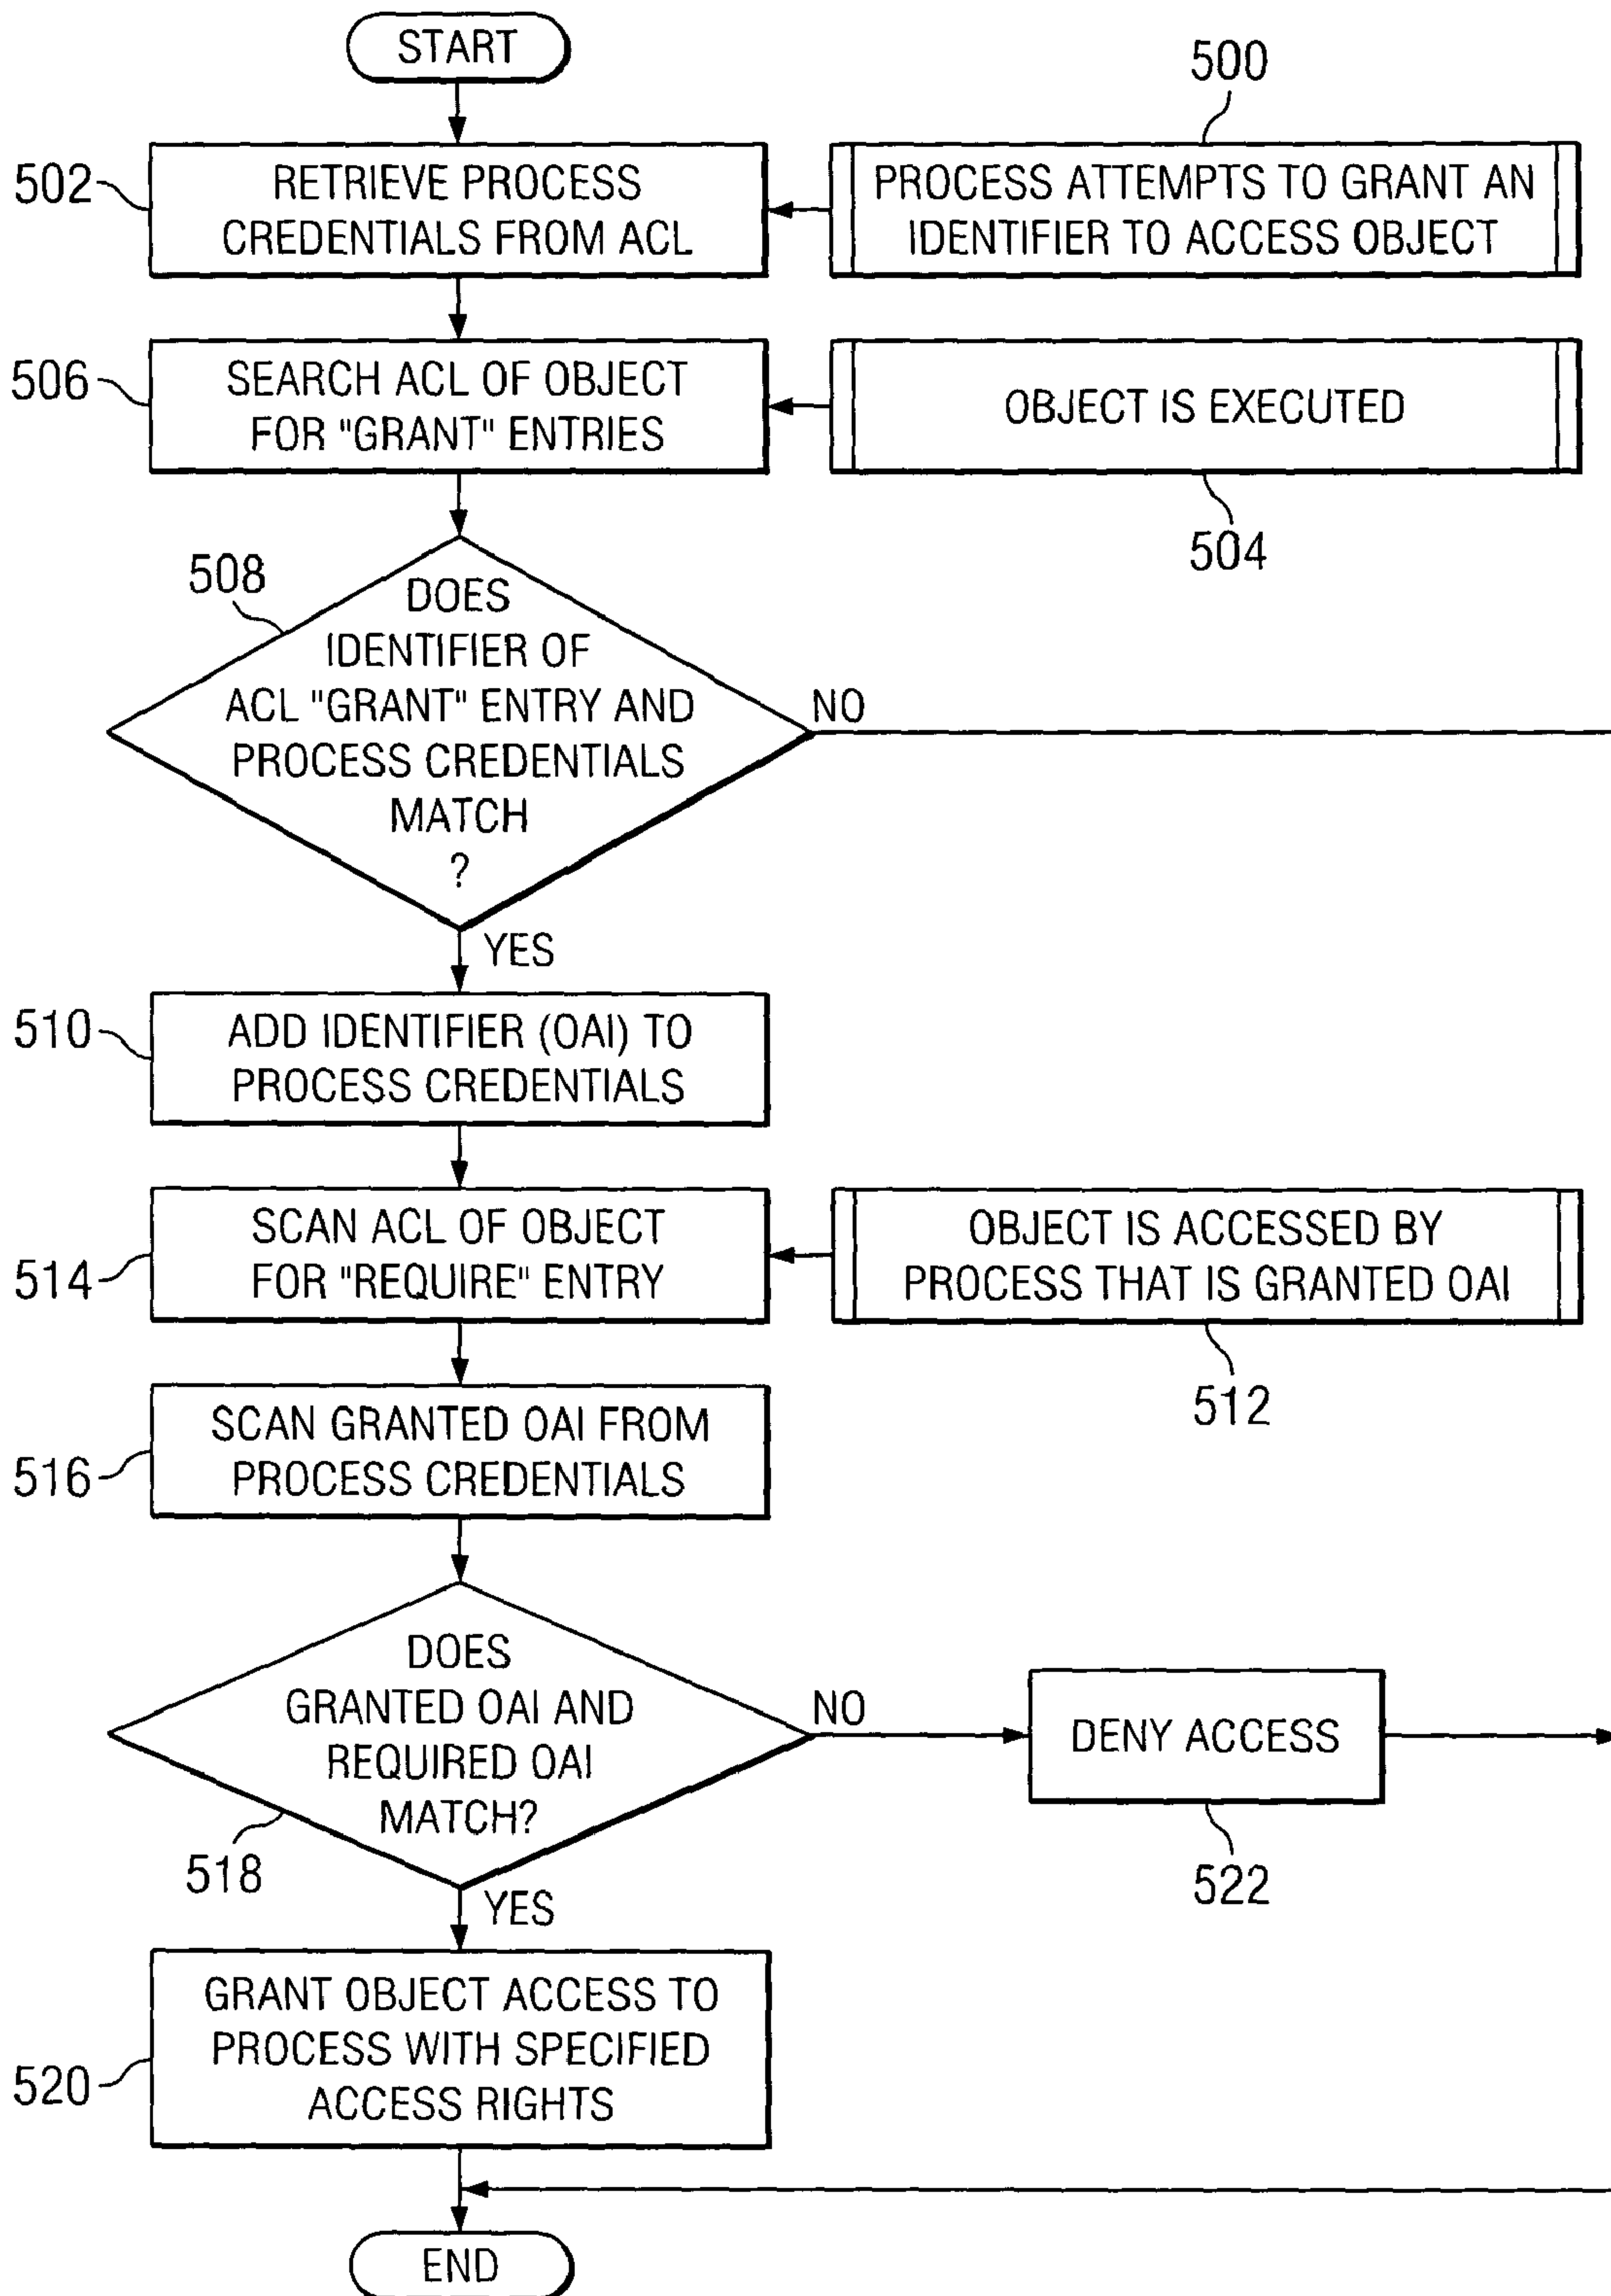 START
500
502
RETRIEVE PROCESS
CREDENTIALS FROM ACL
PROCESS ATTEMPTS TO GRANT AN
IDENTIFIER TO ACCESS OBJECT
506
SEARCH ACL OF OBJECT
FOR "GRANT" ENTRIES
OBJECT IS EXECUTED
504
508
DOES
IDENTIFIER OF
ACL "GRANT" ENTRY AND
PROCESS CREDENTIALS
MATCH
?
NO
YES
510
ADD IDENTIFIER (OAI) TO
PROCESS CREDENTIALS
514
SCAN ACL OF OBJECT
FOR "REQUIRE" ENTRY
OBJECT IS ACCESSED BY
PROCESS THAT IS GRANTED OAI
512
516
SCAN GRANTED OAI FROM
PROCESS CREDENTIALS
DOES
GRANTED OAI AND
REQUIRED OAI
MATCH?
518
NO
DENY ACCESS
522
YES
520
GRANT OBJECT ACCESS TO
PROCESS WITH SPECIFIED
ACCESS RIGHTS
END